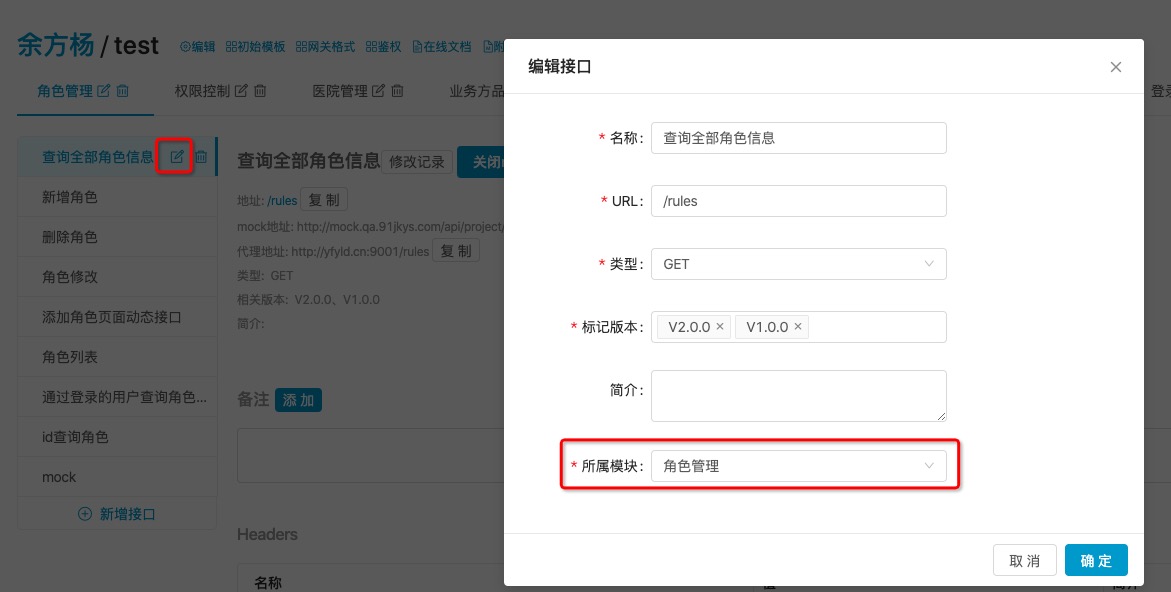 余方杨 / test 编辑 初始模板 网关格式 鉴权 在线文档
角色管理 权限控制 医院管理 业务方品 登录
查询全部角色信息
新增角色
删除角色
角色修改
添加角色页面动态接口
角色列表
通过登录的用户查询角色...
id查询角色
mock
新增接口
查询全部角色信息 修改记录 关闭
地址: /rules 复 制
mock地址: http://mock.qa.91jkys.com/api/project/
代理地址: http://yfyld.cn:9001/rules 复 制
类型: GET
相关版本: V2.0.0、V1.0.0
简介:
备注 添 加
Headers
名称
编辑接口
* 名称: 查询全部角色信息
* URL: /rules
* 类型: GET
* 标记版本: V2.0.0 × V1.0.0 ×
简介:
* 所属模块: 角色管理
取 消 确 定